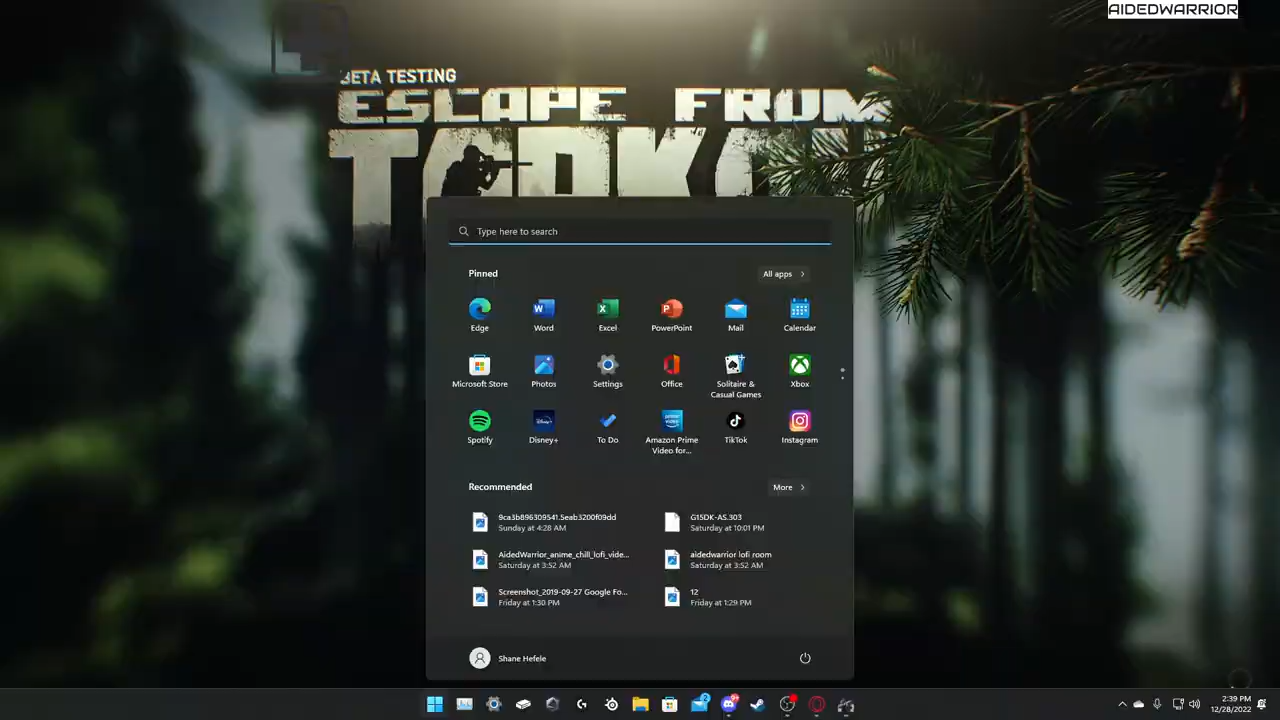 AIDEDWARRIOR
BETA TESTING
ESCAPE FROM
TARKOV
Type here to search
Pinned
All apps
Edge
Word
Excel
PowerPoint
Mail
Calendar
Microsoft Store
Photos
Settings
Office
Solitaire &
Casual Games
Xbox
Spotify
Disney+
To Do
Amazon Prime
Video for...
TikTok
Instagram
Recommended
More
9ca3b896309541.5eab3200f09dd
Sunday at 4:28 AM
G15DK-AS.303
Saturday at 10:01 PM
AidedWarrior_anime_chill_lofi_vide...
Saturday at 3:52 AM
aidedwarrior lofi room
Saturday at 3:52 AM
Screenshot_2019-09-27 Google Fo...
Friday at 1:30 PM
12
Friday at 1:29 PM
Shane Hefele
2:39 PM
12/28/2022